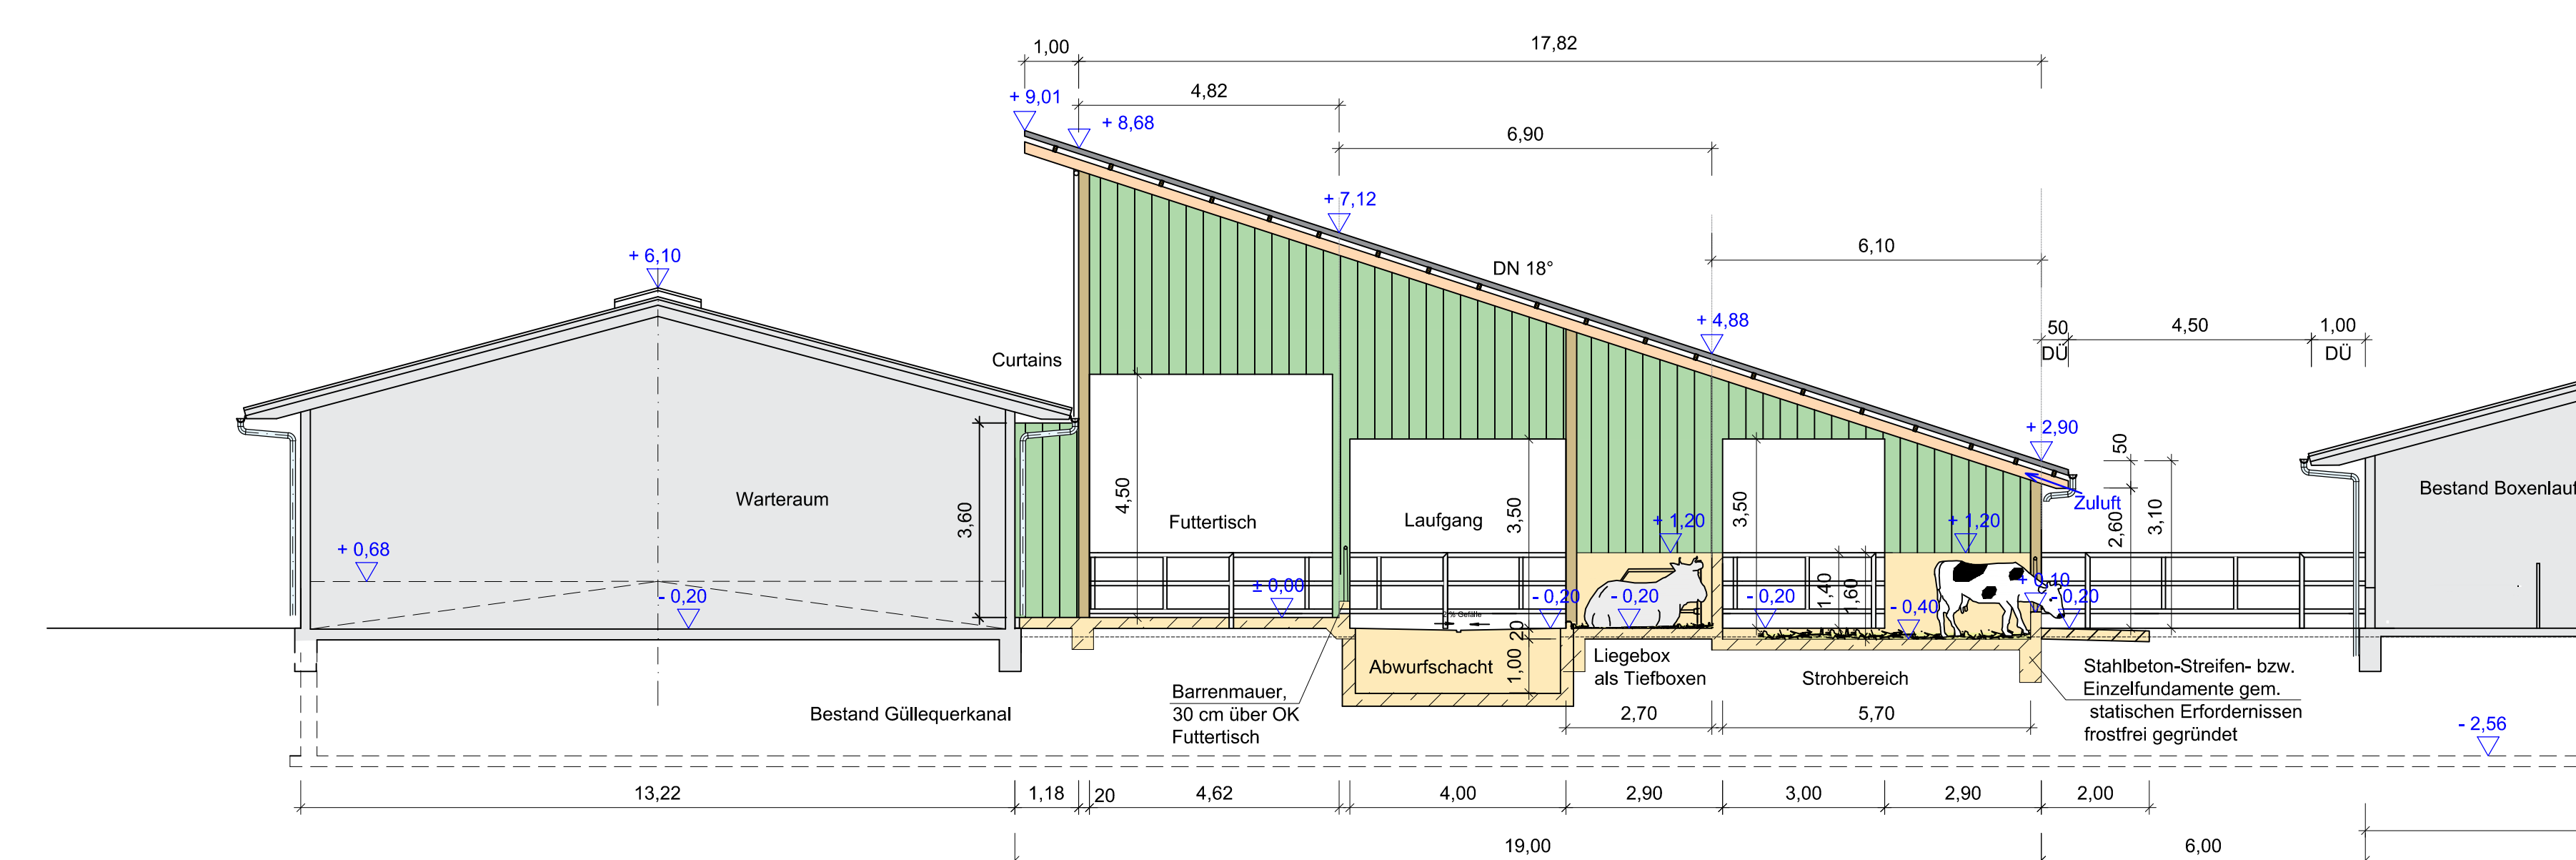 1,00
17,82
+ 9,01
4,82
+ 8,68
6,90
+ 7,12
6,10
+ 6,10
DN 18°
+ 4,88
50
4,50
1,00
DÜ
DÜ
Curtains
+ 2,90
50
Warteraum
3,60
4,50
Futtertisch
Laufgang
3,50
3,50
Zuluft
2,60
3,10
Bestand Boxenlauf
+ 1,20
+ 1,20
+ 0,68
- 0,20
± 0,00
2 % Gefälle
- 0,20
- 0,20
- 0,20
1,40
1,60
- 0,40
+ 0,10
- 0,20
20
1,00
Abwurfschacht
Liegebox
als Tiefboxen
Strohbereich
Stahlbeton-Streifen- bzw.
Einzelfundamente gem.
statischen Erfordernissen
frostfrei gegründet
Barrenmauer,
30 cm über OK
Futtertisch
Bestand Güllequerkanal
2,70
5,70
- 2,56
13,22
1,18
20
4,62
4,00
2,90
3,00
2,90
2,00
19,00
6,00